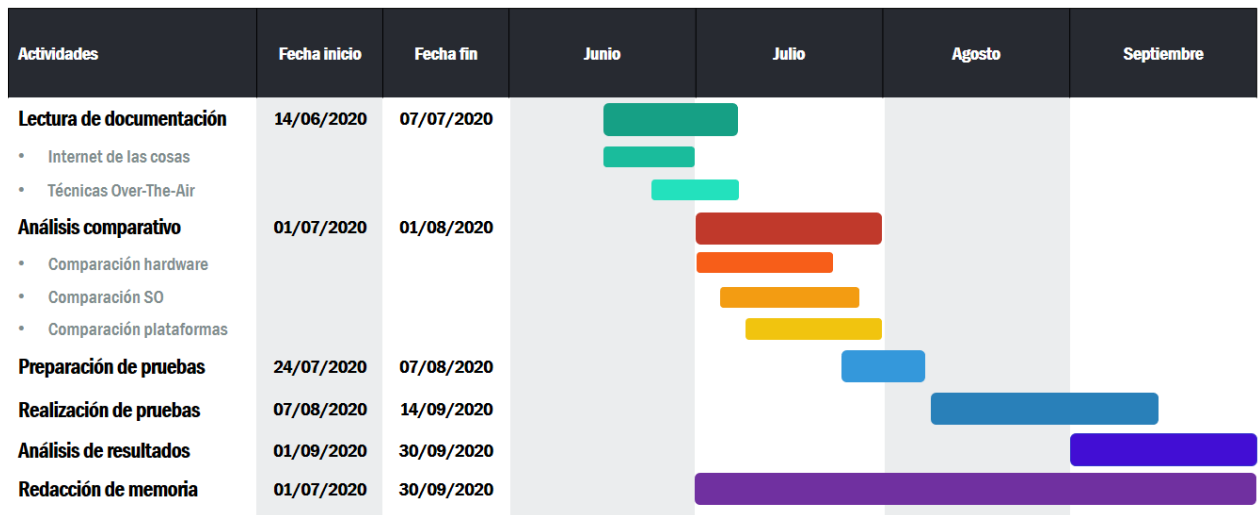 Actividades Fecha inicio Fecha fin Junio Julio Agosto Septiembre
Lectura de documentación 14/06/2020 07/07/2020
• Internet de las cosas
• Técnicas Over-The-Air
Análisis comparativo 01/07/2020 01/08/2020
• Comparación hardware
• Comparación SO
• Comparación plataformas
Preparación de pruebas 24/07/2020 07/08/2020
Realización de pruebas 07/08/2020 14/09/2020
Análisis de resultados 01/09/2020 30/09/2020
Redacción de memoria 01/07/2020 30/09/2020